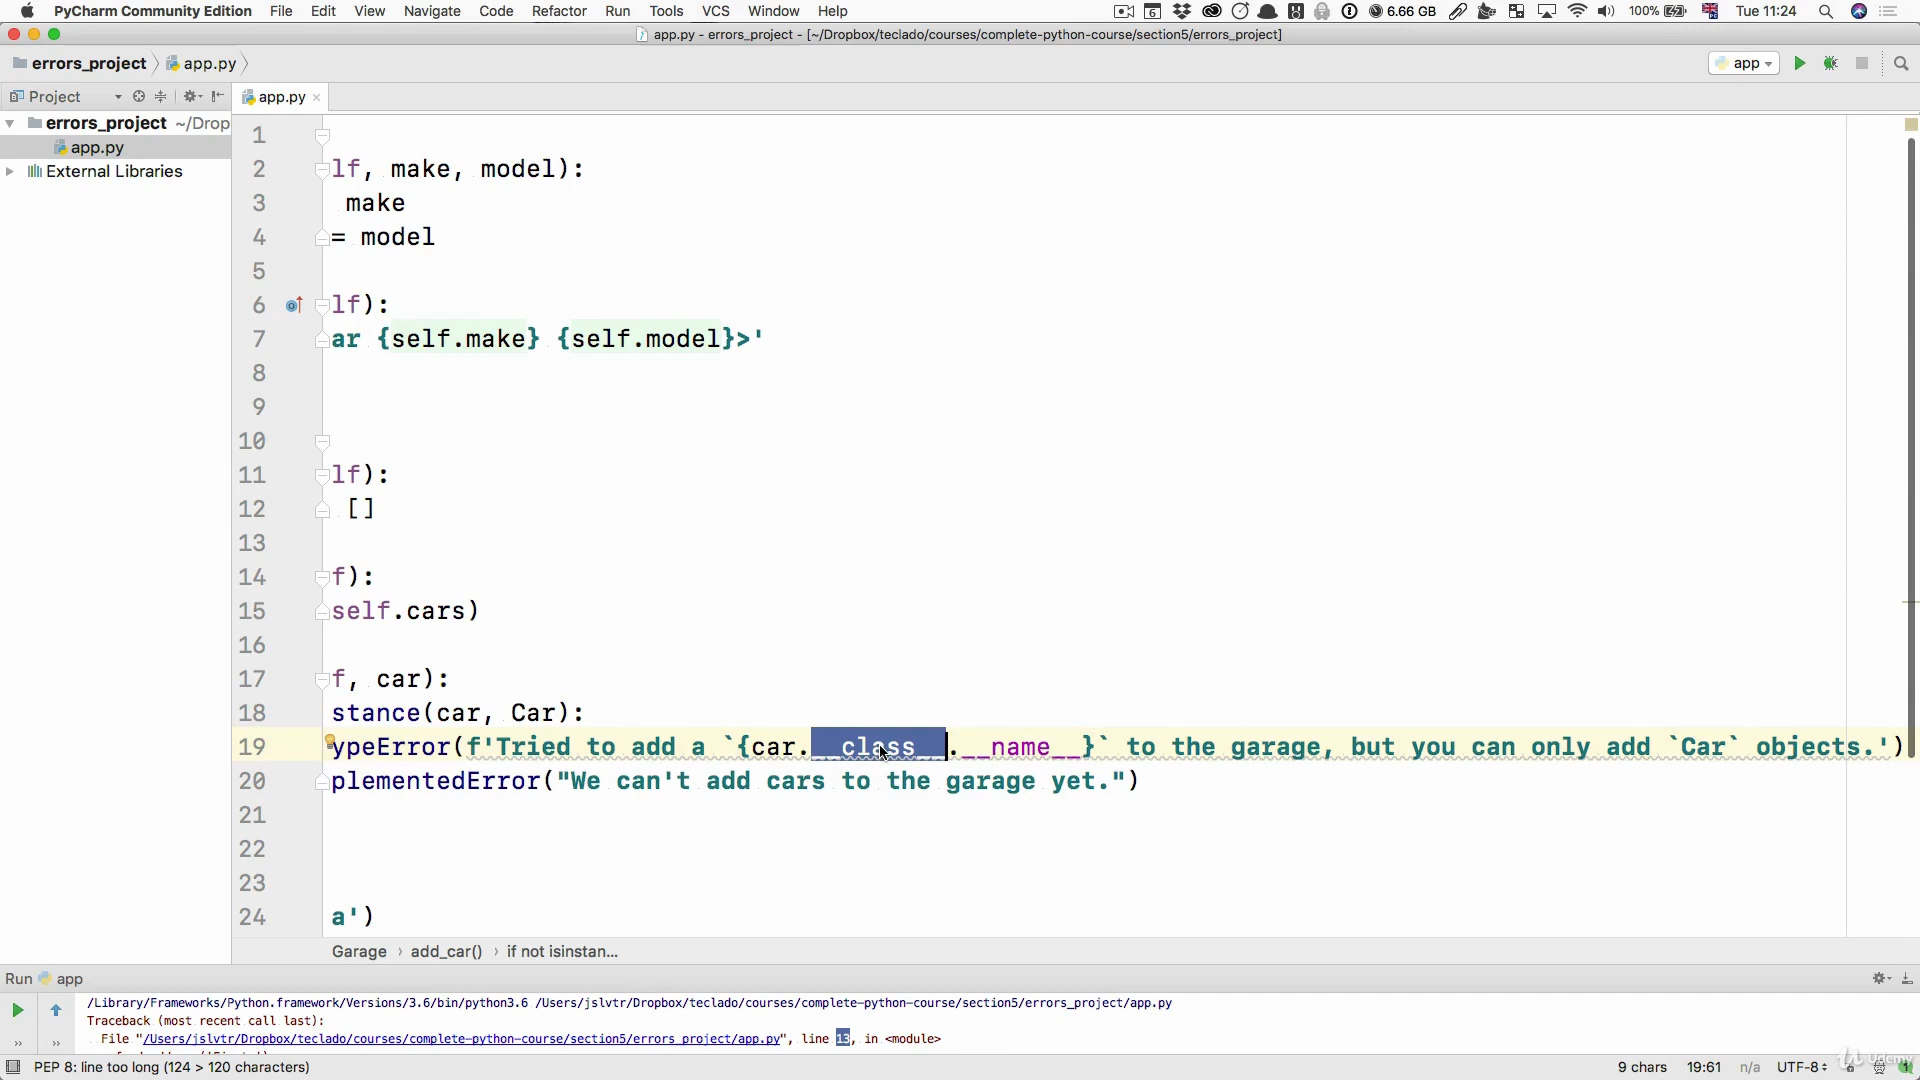 PyCharm Community Edition File Edit View Navigate Code Refactor Run Tools VCS Window Help 6 6.66 GB 100% Tue 11:24
app.py - errors_project - [~/Dropbox/teclado/courses/complete-python-course/section5/errors_project]
errors_project app.py app
Project app.py
errors_project ~/Drop
app.py
External Libraries
1
2 lf, make, model):
3 make
4 = model
5
6 lf):
7 ar {self.make} {self.model}>'
8
9
10
11 lf):
12 []
13
14 f):
15 self.cars)
16
17 f, car):
18 stance(car, Car):
19 ypeError(f'Tried to add a `{car.__class__.__name__}` to the garage, but you can only add `Car` objects.')
20 plementedError("We can't add cars to the garage yet.")
21
22
23
24 a')
Garage › add_car() › if not isinstan...
Run app
/Library/Frameworks/Python.framework/Versions/3.6/bin/python3.6 /Users/jslvtr/Dropbox/teclado/courses/complete-python-course/section5/errors_project/app.py
Traceback (most recent call last):
File "/Users/jslvtr/Dropbox/teclado/courses/complete-python-course/section5/errors_project/app.py", line 13, in <module>
PEP 8: line too long (124 > 120 characters) 9 chars 19:61 n/a UTF-8 1
Udemy